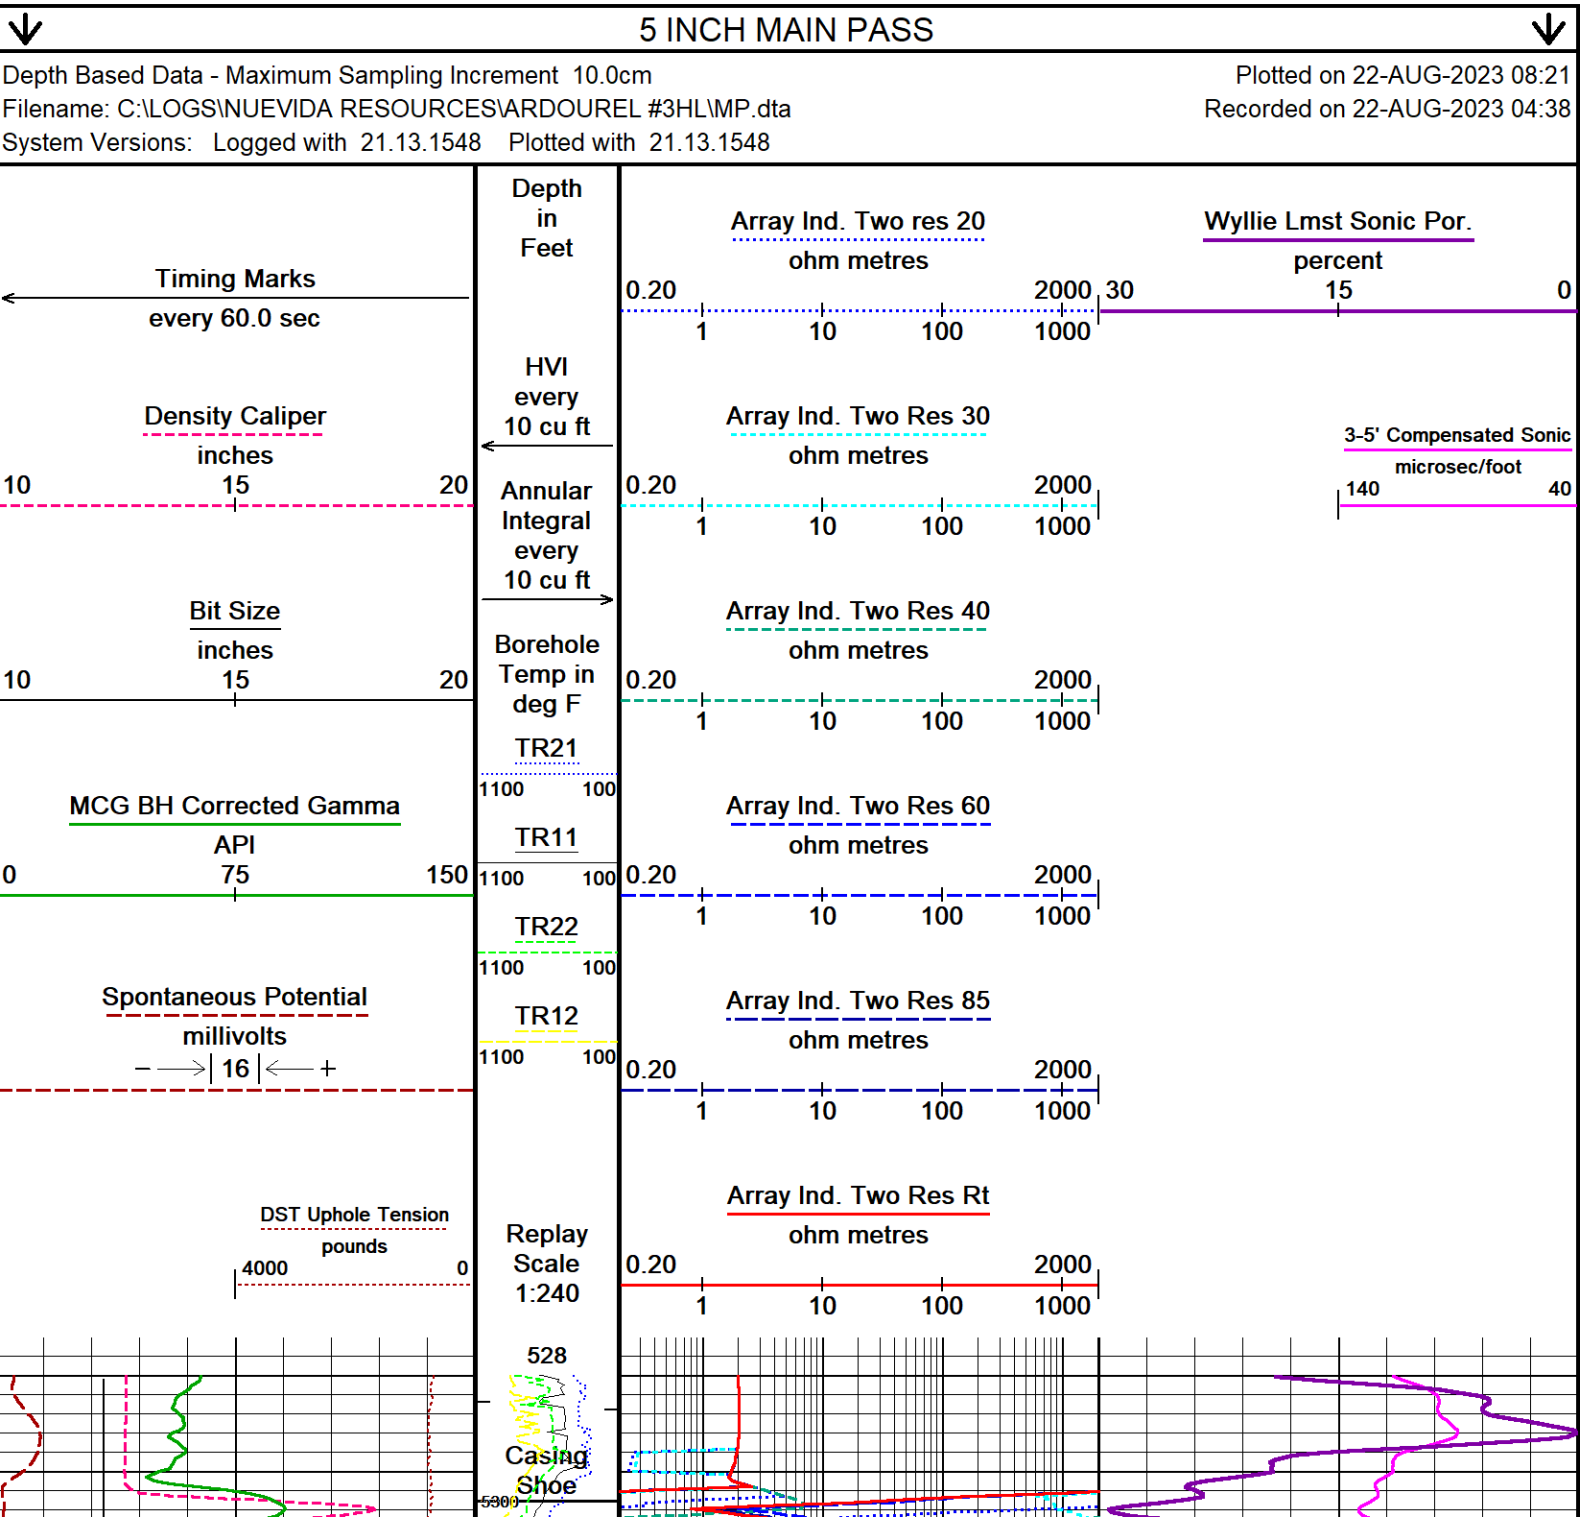 5 INCH MAIN PASS
Depth Based Data - Maximum Sampling Increment 10.0cm
Plotted on 22-AUG-2023 08:21
Filename: C:\LOGS\NUEVIDA RESOURCES\ARDOUREL #3HL\MP.dta
Recorded on 22-AUG-2023 04:38
System Versions: Logged with 21.13.1548 Plotted with 21.13.1548
Timing Marks
every 60.0 sec
Density Caliper
inches
10 15 20
Bit Size
inches
10 15 20
MCG BH Corrected Gamma
API
0 75 150
Spontaneous Potential
millivolts
− 16 +
DST Uphole Tension
pounds
4000 0
Depth
in
Feet
HVI
every
10 cu ft
Annular
Integral
every
10 cu ft
Borehole
Temp in
deg F
TR21
1100 100
TR11
1100 100
TR22
1100 100
TR12
1100 100
Replay
Scale
1:240
528
Casing
Shoe
5300
Array Ind. Two res 20
ohm metres
0.20 2000
1 10 100 1000
Array Ind. Two Res 30
ohm metres
0.20 2000
1 10 100 1000
Array Ind. Two Res 40
ohm metres
0.20 2000
1 10 100 1000
Array Ind. Two Res 60
ohm metres
0.20 2000
1 10 100 1000
Array Ind. Two Res 85
ohm metres
0.20 2000
1 10 100 1000
Array Ind. Two Res Rt
ohm metres
0.20 2000
1 10 100 1000
Wyllie Lmst Sonic Por.
percent
30 15 0
3-5' Compensated Sonic
microsec/foot
140 40